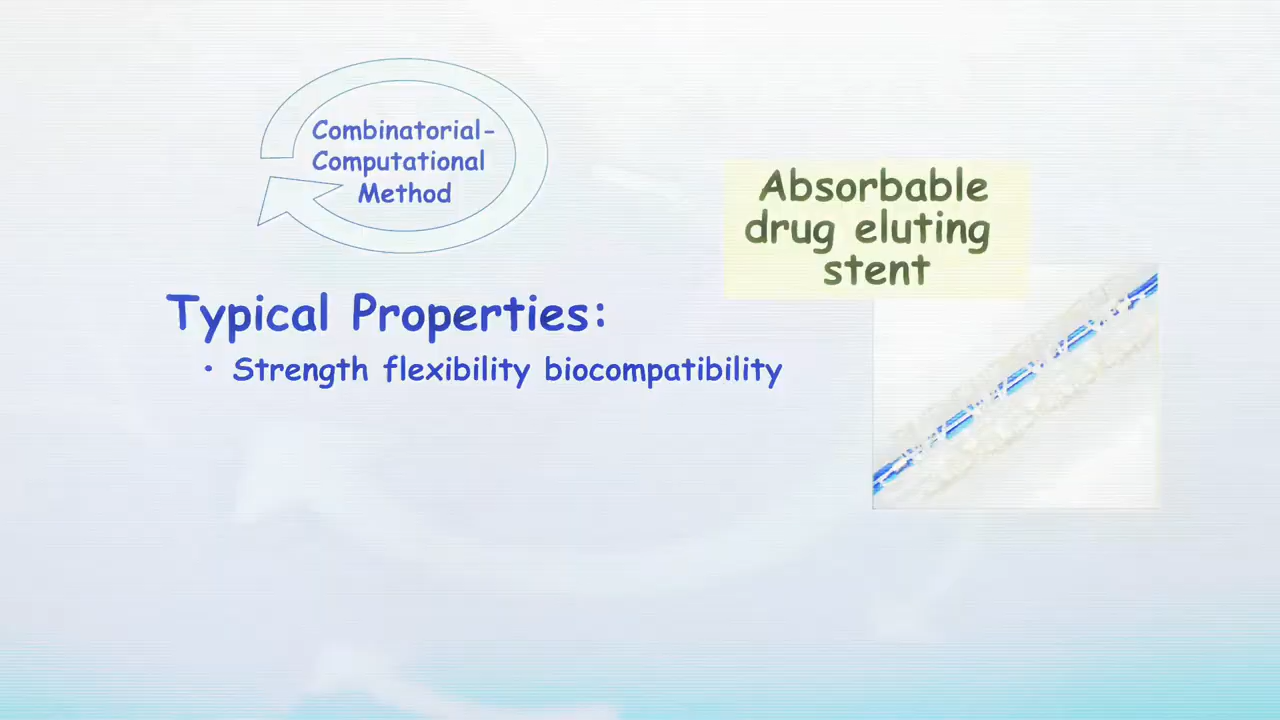 Combinatorial-
Computational
Method
Absorbable
drug eluting
stent
Typical Properties:
• Strength flexibility biocompatibility